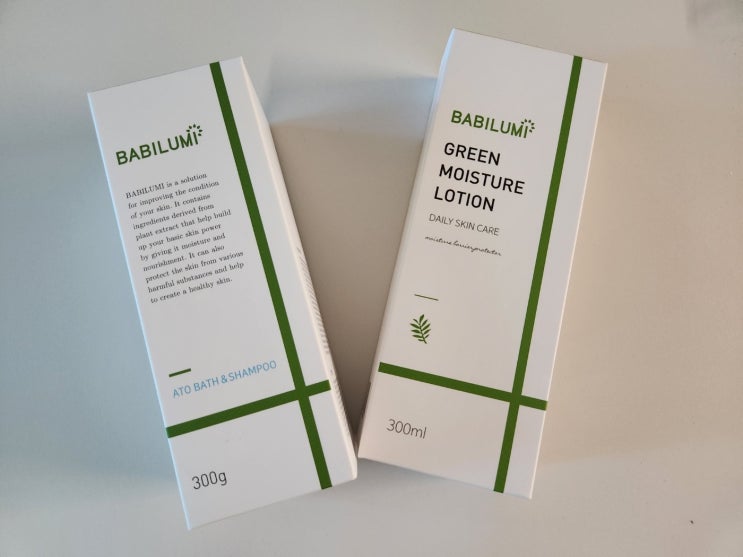 BABILUMI
BABILUMI is a solution
for improving the condition
of your skin. It contains
ingredients derived from
plant extract that help build
up your basic skin power
by giving it moisture and
nourishment. It can also
protect the skin from various
harmful substances and help
to create a healthy skin.
ATO BATH & SHAMPOO
300g
BABILUMI
GREEN
MOISTURE
LOTION
DAILY SKIN CARE
moisture barrier protector
300ml